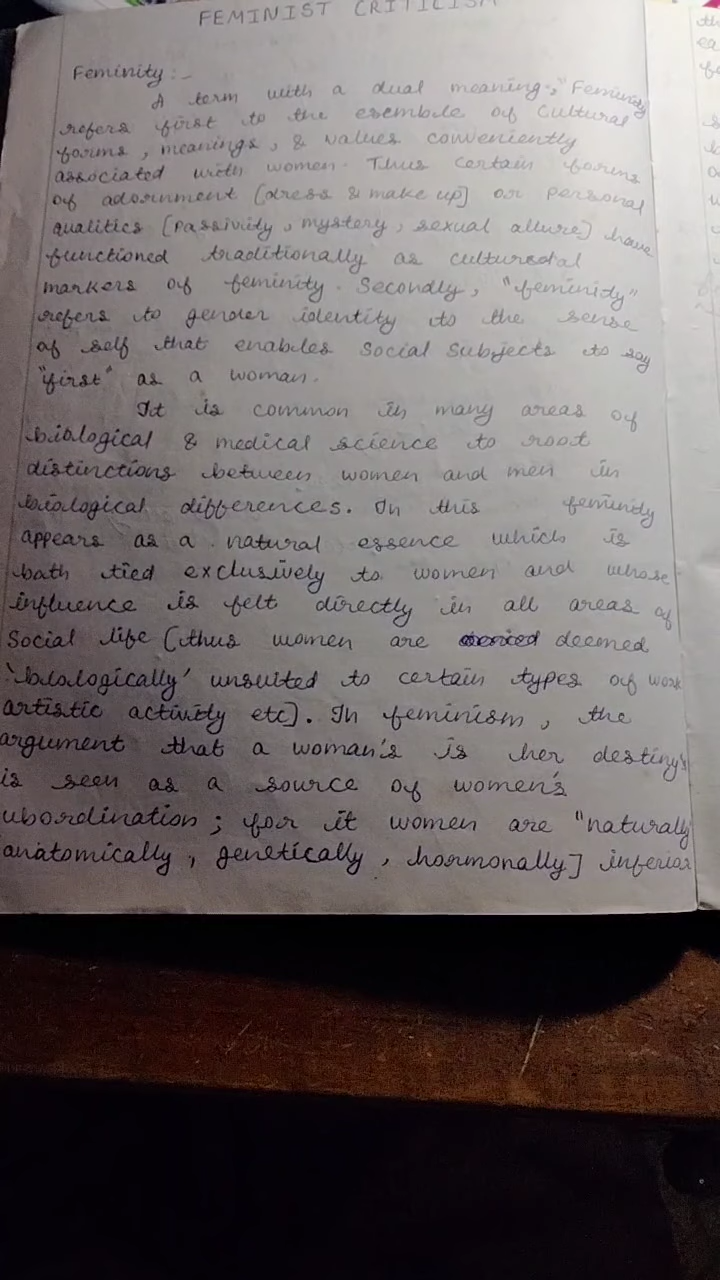 FEMINIST CRITICISM
Feminity :-
A term with a dual meaning, "Feminity
refers first to the esemble of Cultural
forms, meanings, & values conveniently
associated with women. Thus certain forms
of adornment [dress & make up] or personal
qualities [passivity, mystery, sexual allure] have
functioned traditionally as culturedal
markers of feminity. Secondly, "feminidy"
refers to gender identity to the sense
of self that enables Social Subjects to say
"first" as a woman.
It is common in many areas of
biological & medical science to root
distinctions between women and men in
biological differences. In this feminidy
appears as a natural essence which is
bath tied exclusively to women and whose
influence is felt directly in all areas of
Social life [thus women are deemed
'biologically' unsuited to certain types of work
artistic activity etc]. In feminism, the
argument that a woman's is her destiny's
is seen as a source of women's
ubordination ; for it women are "naturally
anatomically, genetically, hormonally] inferior